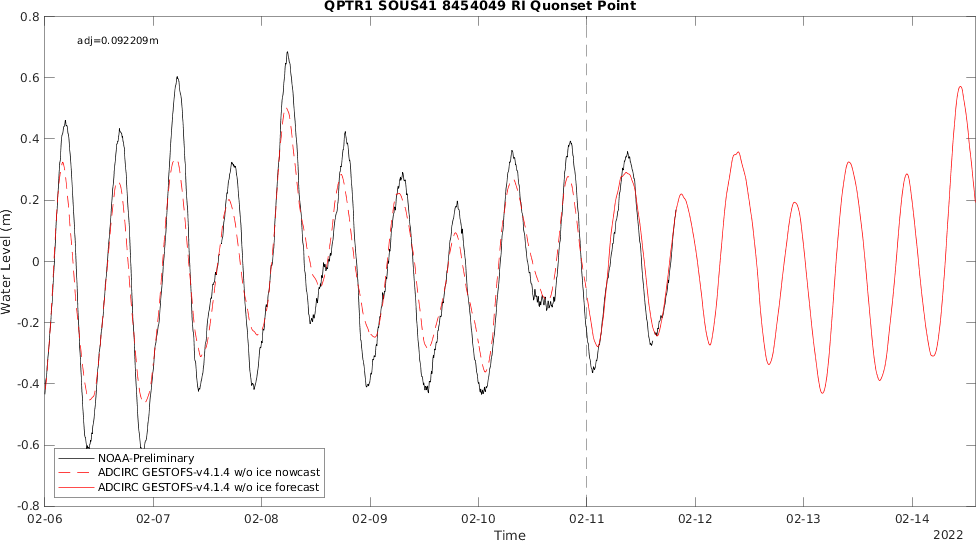 QPTR1 SOUS41 8454049 RI Quonset Point
adj=0.092209m
Water Level (m)
0.8
0.6
0.4
0.2
0
-0.2
-0.4
-0.6
-0.8
NOAA-Preliminary
ADCIRC GESTOFS-v4.1.4 w/o ice nowcast
ADCIRC GESTOFS-v4.1.4 w/o ice forecast
02-06 02-07 02-08 02-09 02-10 02-11 02-12 02-13 02-14
Time
2022